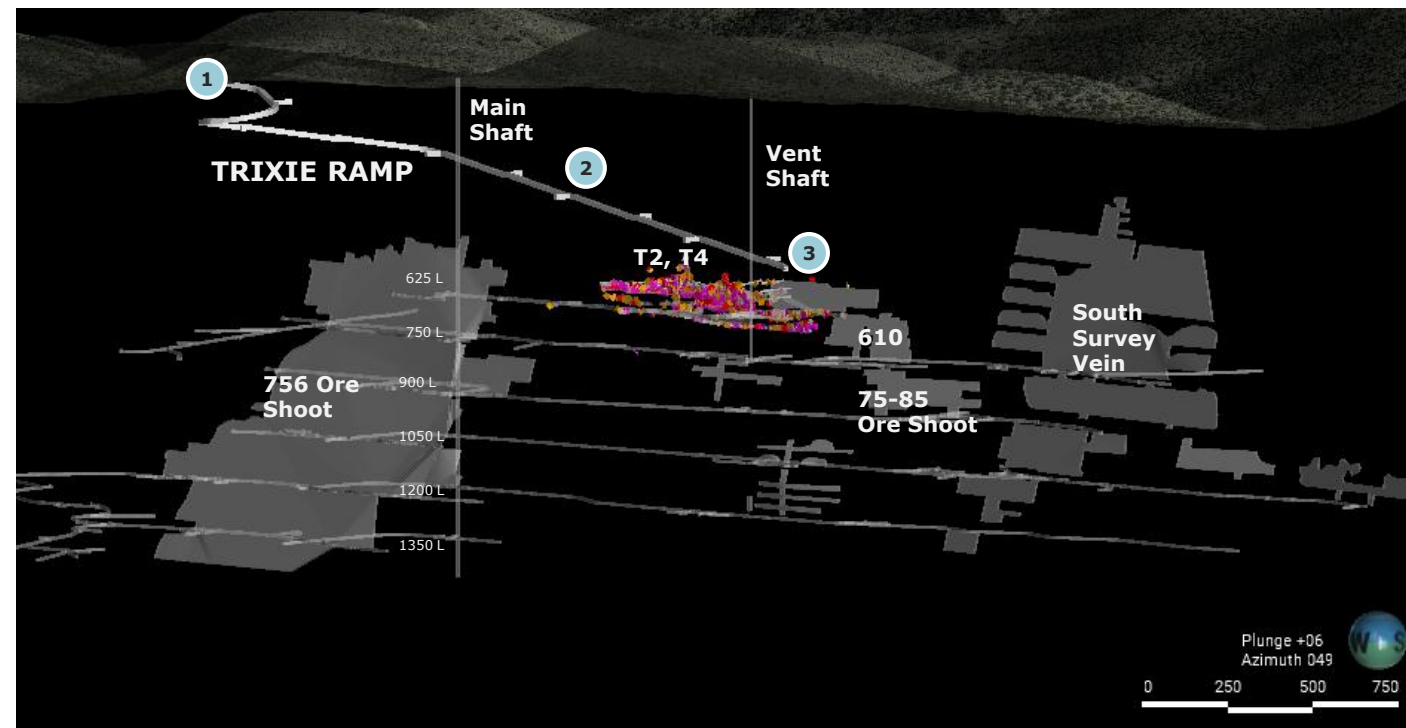 1
Main
Shaft
TRIXIE RAMP
2
Vent
Shaft
3
T2, T4
625 L
750 L
610
South
Survey
Vein
756 Ore
Shoot
900 L
75-85
Ore Shoot
1050 L
1200 L
1350 L
Plunge +06
Azimuth 049
W S
0 250 500 750